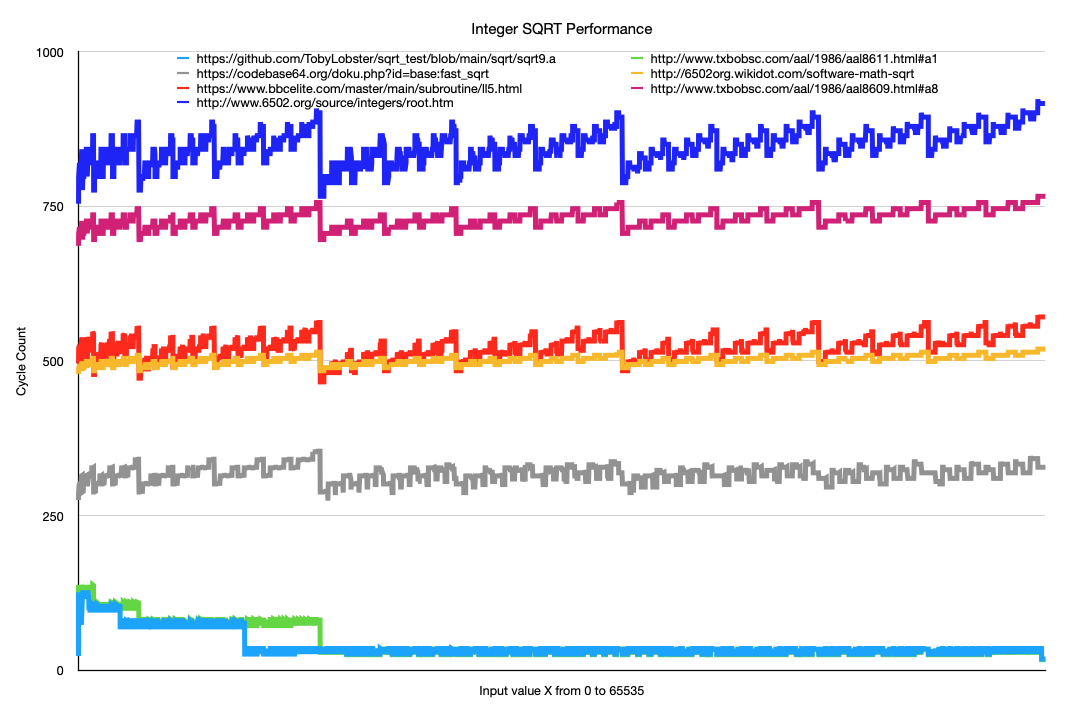 Integer SQRT Performance
https://github.com/TobyLobster/sqrt_test/blob/main/sqrt/sqrt9.a
http://www.txbobsc.com/aal/1986/aal8611.html#a1
https://codebase64.org/doku.php?id=base:fast_sqrt
http://6502org.wikidot.com/software-math-sqrt
https://www.bbcelite.com/master/main/subroutine/ll5.html
http://www.txbobsc.com/aal/1986/aal8609.html#a8
http://www.6502.org/source/integers/root.htm
1000
750
500
250
0
Cycle Count
Input value X from 0 to 65535